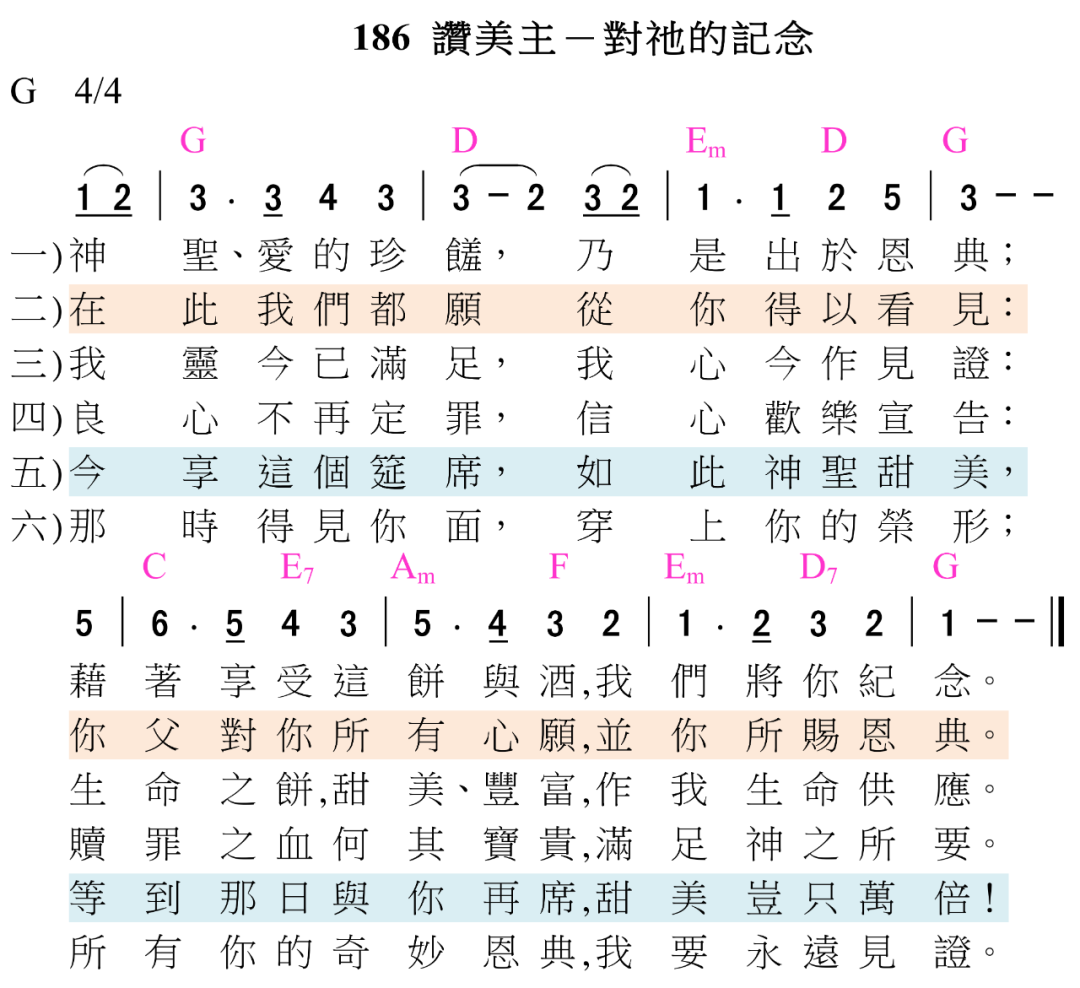 186 讚美主－對祂的記念
G 4/4
G D Em D G
1 2 | 3 . 3 4 3 | 3 － 2 3 2 | 1 . 1 2 5 | 3 － －
一)神聖、愛的珍饈，乃是出於恩典；
二)在此我們都願從你得以看見：
三)我靈今已滿足，我心今作見證：
四)良心不再定罪，信心歡樂宣告：
五)今享這個筵席，如此神聖甜美，
六)那時得見你面，穿上你的榮形；
C E7 Am F Em D7 G
5 | 6 . 5 4 3 | 5 . 4 3 2 | 1 . 2 3 2 | 1 － － ‖
藉著享受這餅與酒,我們將你紀念。
你父對你所有心願,並你所賜恩典。
生命之餅,甜美、豐富,作我生命供應。
贖罪之血何其寶貴,滿足神之所要。
等到那日與你再席,甜美豈只萬倍！
所有你的奇妙恩典,我要永遠見證。